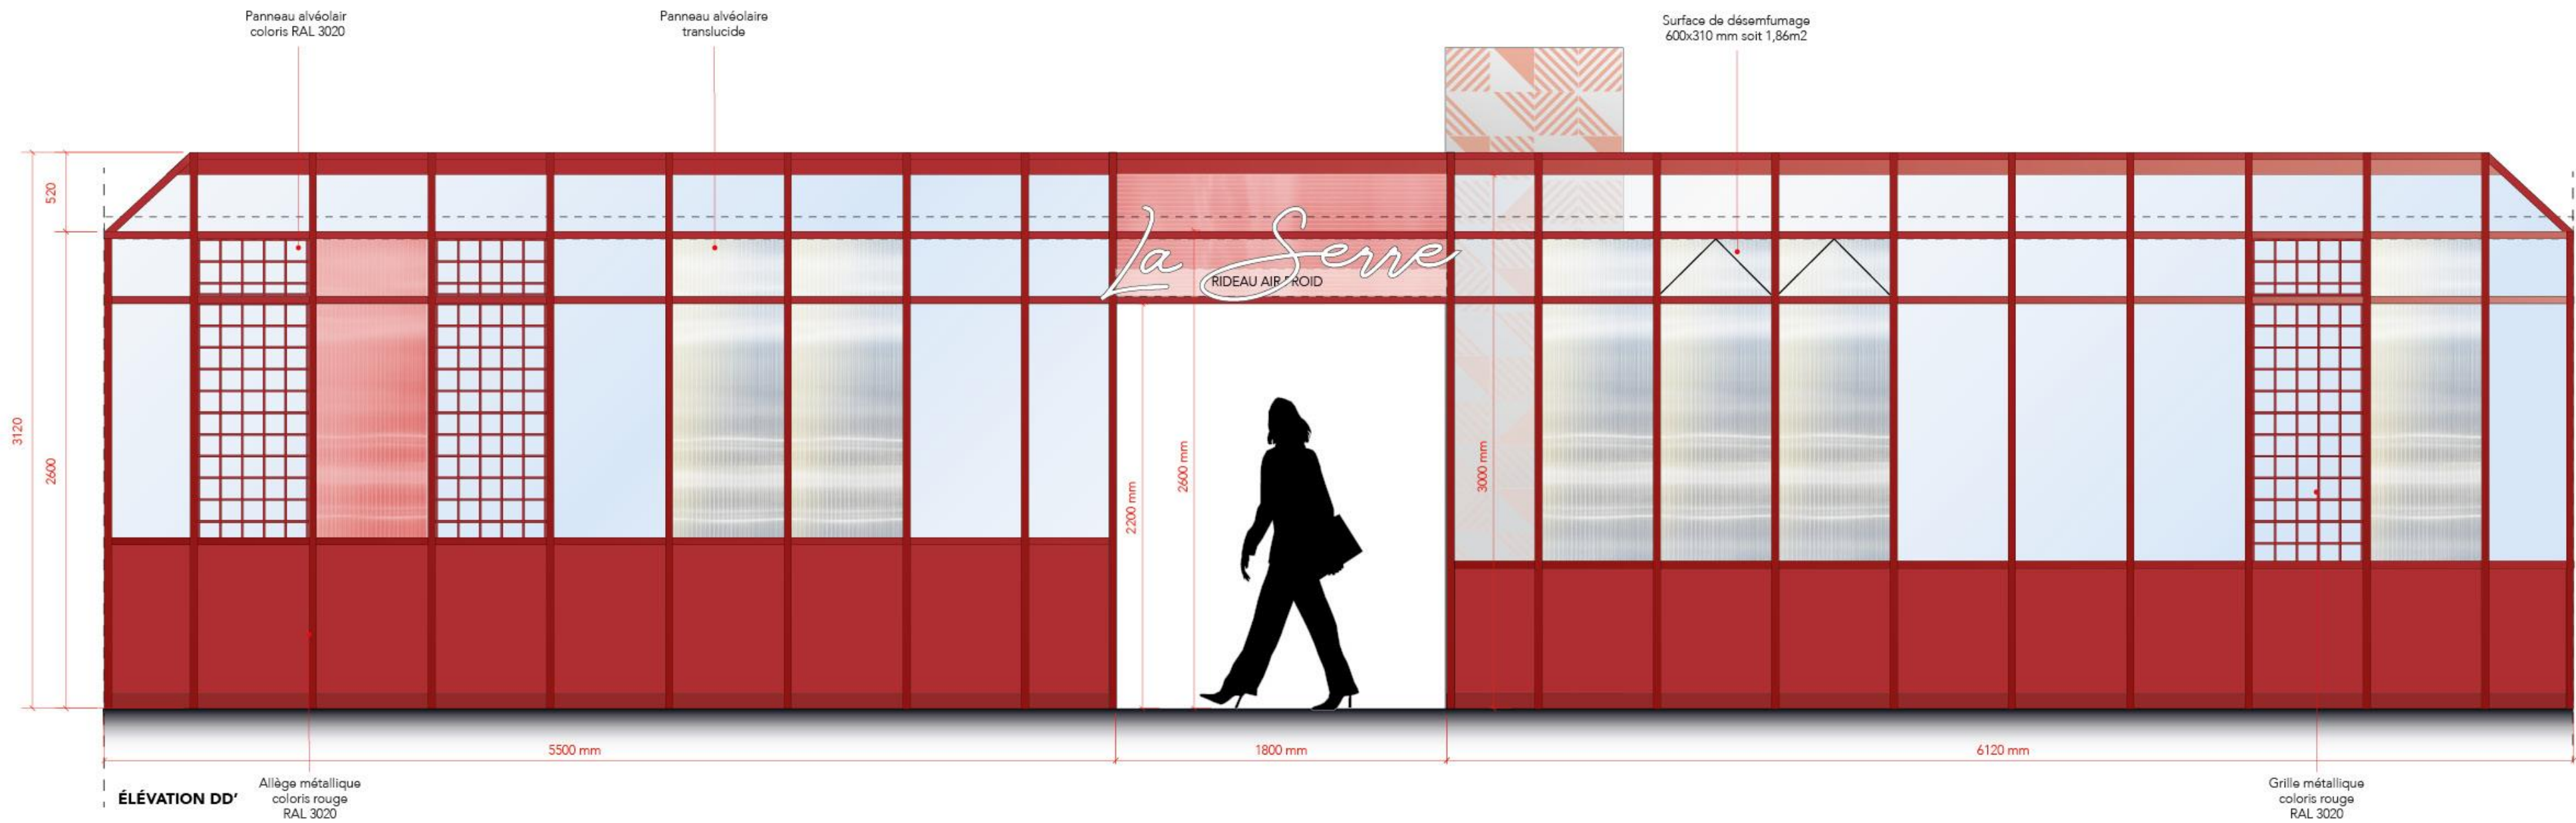 Panneau alvéolair
coloris RAL 3020
Panneau alvéolaire
translucide
Surface de désemfumage
600x310 mm soit 1,86m2
520
3120
2600
La Serre
RIDEAU AIR FROID
2200 mm
2600 mm
3000 mm
5500 mm
1800 mm
6120 mm
ÉLÉVATION DD'
Allège métallique
coloris rouge
RAL 3020
Grille métallique
coloris rouge
RAL 3020